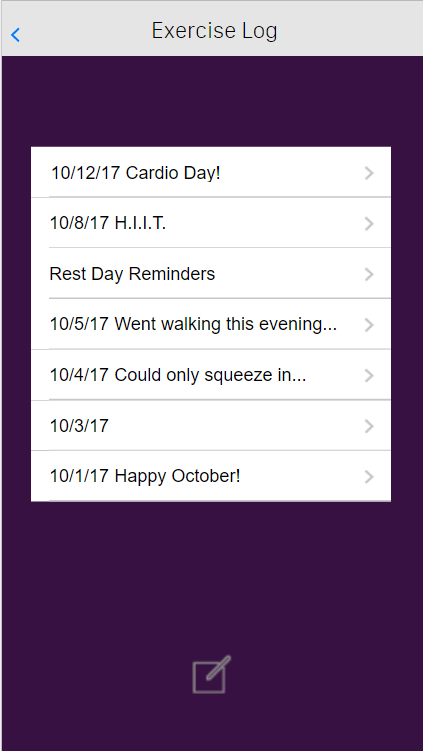 Exercise Log
10/12/17 Cardio Day!
10/8/17 H.I.I.T.
Rest Day Reminders
10/5/17 Went walking this evening...
10/4/17 Could only squeeze in...
10/3/17
10/1/17 Happy October!